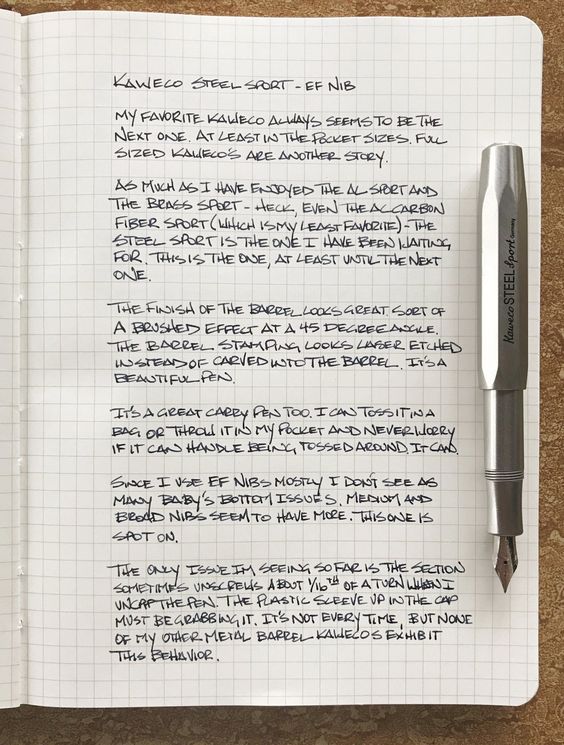 KAWECO STEEL SPORT - EF NIB
MY FAVORITE KAWECO ALWAYS SEEMS TO BE THE
NEXT ONE. AT LEAST IN THE POCKET SIZES. FULL
SIZED KAWECO'S ARE ANOTHER STORY.
AS MUCH AS I HAVE ENJOYED THE AL SPORT AND
THE BRASS SPORT - HECK, EVEN THE AL CARBON
FIBER SPORT (WHICH IS MY LEAST FAVORITE) - THE
STEEL SPORT IS THE ONE I HAVE BEEN WAITING
FOR. THIS IS THE ONE, AT LEAST UNTIL THE NEXT
ONE.
THE FINISH OF THE BARREL LOOKS GREAT. SORT OF
A BRUSHED EFFECT AT A 45 DEGREE ANGLE.
THE BARREL STAMPING LOOKS LASER ETCHED
INSTEAD OF CARVED INTO THE BARREL. IT'S A
BEAUTIFUL PEN.
IT'S A GREAT CARRY PEN TOO. I CAN TOSS IT IN A
BAG OR THROW IT IN MY POCKET AND NEVER WORRY
IF IT CAN HANDLE BEING TOSSED AROUND. IT CAN.
SINCE I USE EF NIBS MOSTLY I DON'T SEE AS
MANY BABY'S BOTTOM ISSUES. MEDIUM AND
BROAD NIBS SEEM TO HAVE MORE. THIS ONE IS
SPOT ON.
THE ONLY ISSUE I'M SEEING SO FAR IS THE SECTION
SOMETIMES UNSCREWS ABOUT 1/16TH OF A TURN WHEN I
UNCAP THE PEN. THE PLASTIC SLEEVE UP IN THE CAP
MUST BE GRABBING IT. IT'S NOT EVERY TIME, BUT NONE
OF MY OTHER METAL BARREL KAWECOS EXHIBIT
THIS BEHAVIOR.
Kaweco STEEL Sport Germany